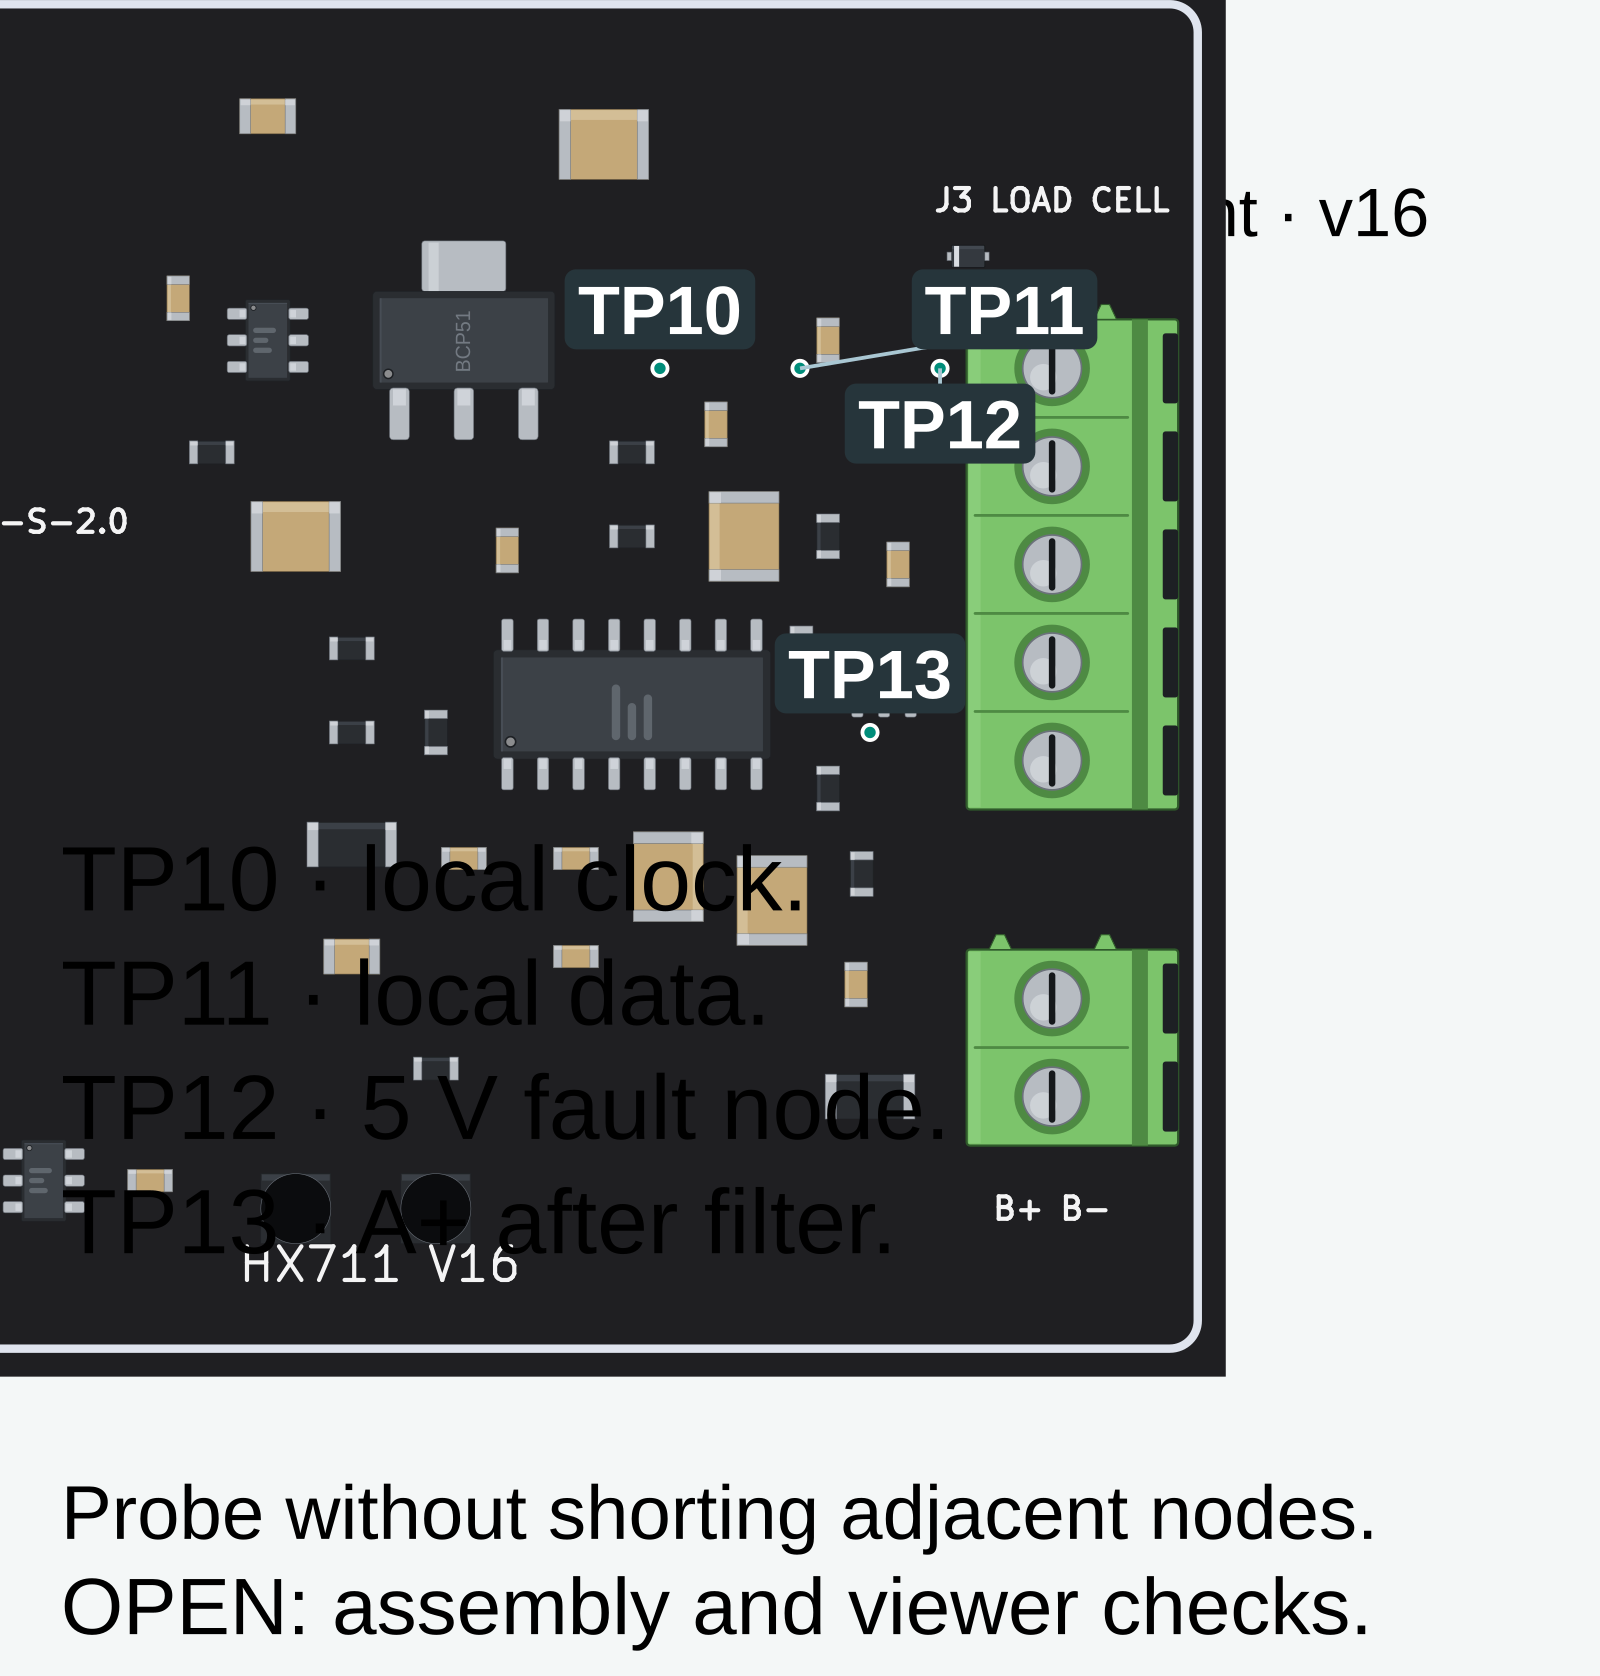 J3 LOAD CELL
· v16
BCP51
TP10
TP11
TP12
-S-2.0
TP13
TP10 · local clock.
TP11 · local data.
TP12 · 5 V fault node.
TP13 · A+ after filter.
B+ B-
HX711 V16
Probe without shorting adjacent nodes.
OPEN: assembly and viewer checks.